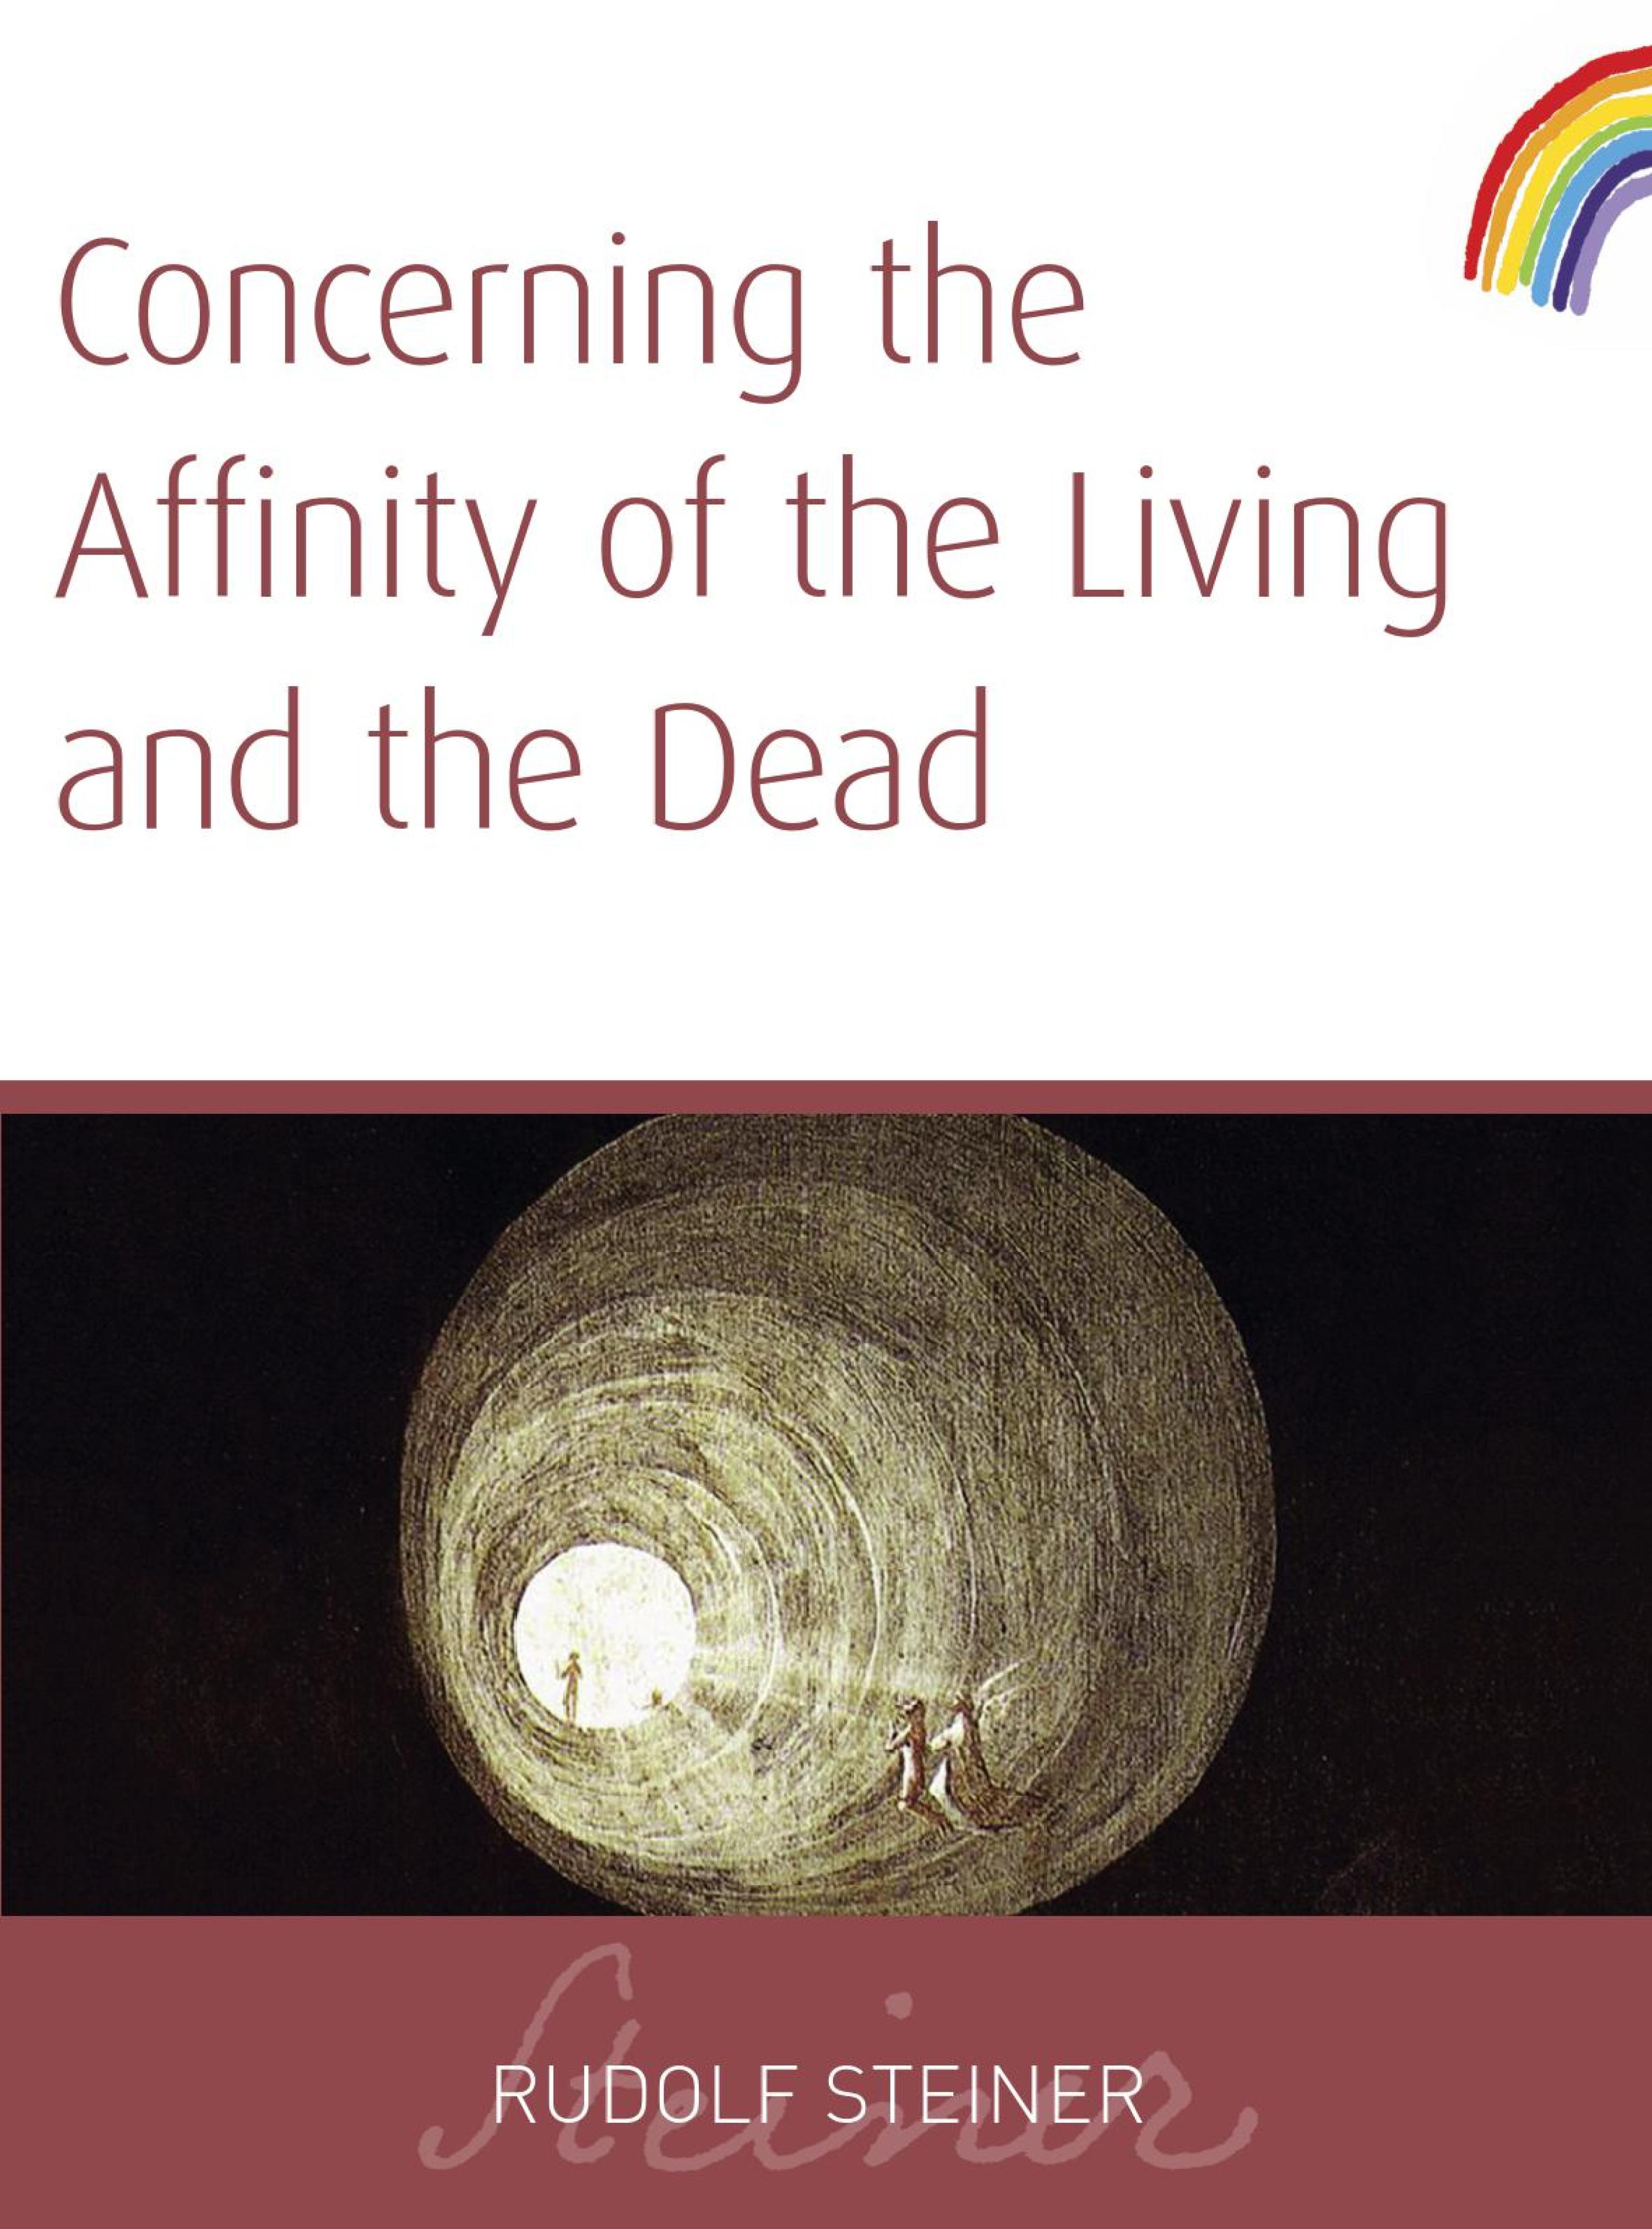 Concerning the
Affinity of the Living
and the Dead
Steiner
RUDOLF STEINER